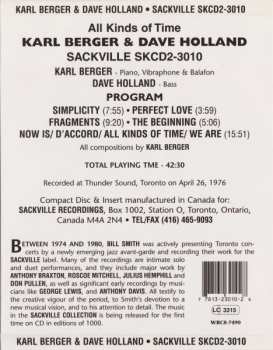 KARL BERGER & DAVE HOLLAND • SACKVILLE SKCD2-3010
All Kinds of Time
KARL BERGER & DAVE HOLLAND
SACKVILLE SKCD2-3010
KARL BERGER - Piano, Vibraphone & Balafon
DAVE HOLLAND - Bass
PROGRAM
SIMPLICITY (7:55) • PERFECT LOVE (3:59)
FRAGMENTS (9:20) • THE BEGINNING (5:06)
NOW IS/ D'ACCORD/ ALL KINDS OF TIME/ WE ARE (15:51)
All compositions by KARL BERGER
TOTAL PLAYING TME - 42:30
Recorded at Thunder Sound, Toronto on April 26, 1976
Compact Disc & Insert manufactured in Canada for:
SACKVILLE RECORDINGS, Box 1002, Station O, Toronto, Ontario,
Canada M4A 2N4 • TEL/FAX (416) 465-9093
BETWEEN 1974 AND 1980, BILL SMITH was actively presenting Toronto con-
certs by a newly emerging jazz avant-garde and recording their work for the
SACKVILLE label. Many of the recordings are intimate solo
and duet performances, and they include major work by
ANTHONY BRAXTON, ROSCOE MITCHELL, JULIUS HEMPHILL and
DON PULLEN, as well as significant early recordings by musi-
cians like GEORGE LEWIS, and ANTHONY DAVIS. All testify to
the creative vigour of the period, to Smith's devotion to a
new musical vision, and to his attention to detail. The music
in the SACKVILLE COLLECTION is being released for the first
time on CD in editions of 1000.
LC 3215
WRC8-7490
KARL BERGER & DAVE HOLLAND • SACKVILLE SKCD2-3010